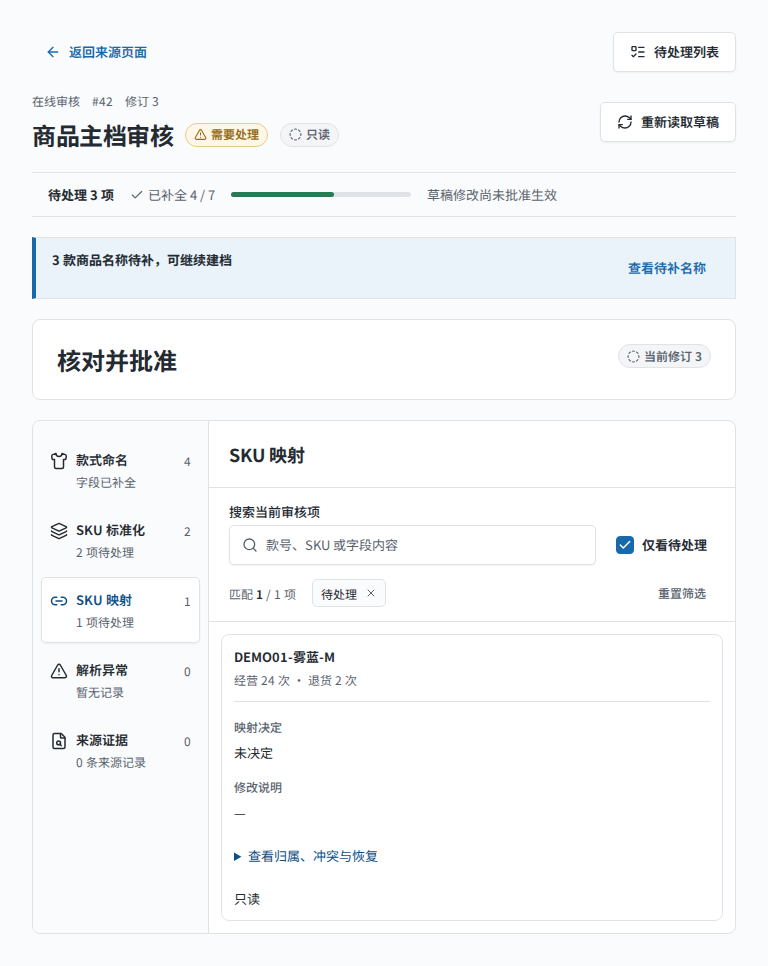 返回来源页面
待处理列表
在线审核 #42 修订 3
商品主档审核 需要处理 只读
重新读取草稿
待处理 3 项 已补全 4 / 7 草稿修改尚未批准生效
3 款商品名称待补，可继续建档
查看待补名称
核对并批准
当前修订 3
款式命名 4
字段已补全
SKU 标准化 2
2 项待处理
SKU 映射 1
1 项待处理
解析异常 0
暂无记录
来源证据 0
0 条来源记录
SKU 映射
搜索当前审核项
款号、SKU 或字段内容
仅看待处理
匹配 1 / 1 项 待处理 ×
重置筛选
DEMO01-雾蓝-M
经营 24 次 · 退货 2 次
映射决定
未决定
修改说明
—
查看归属、冲突与恢复
只读